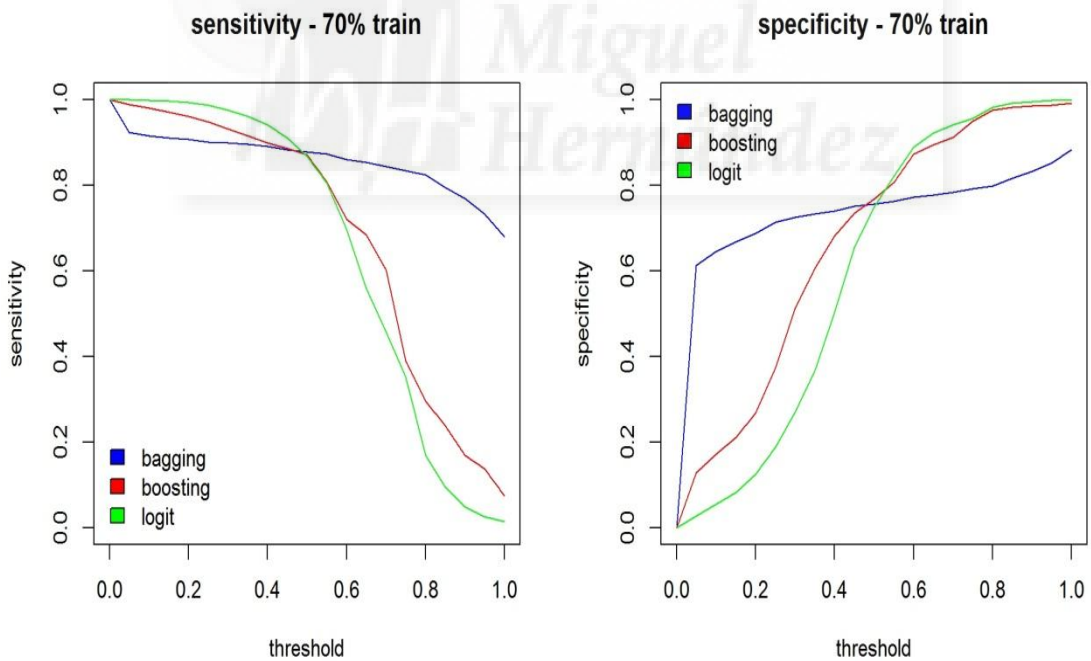 sensitivity - 70% train
1.0
0.8
0.6
0.4
0.2
0.0
sensitivity
bagging
boosting
logit
0.0 0.2 0.4 0.6 0.8 1.0
threshold
specificity - 70% train
1.0
0.8
0.6
0.4
0.2
0.0
specificity
bagging
boosting
logit
0.0 0.2 0.4 0.6 0.8 1.0
threshold
Miguel
Hernández